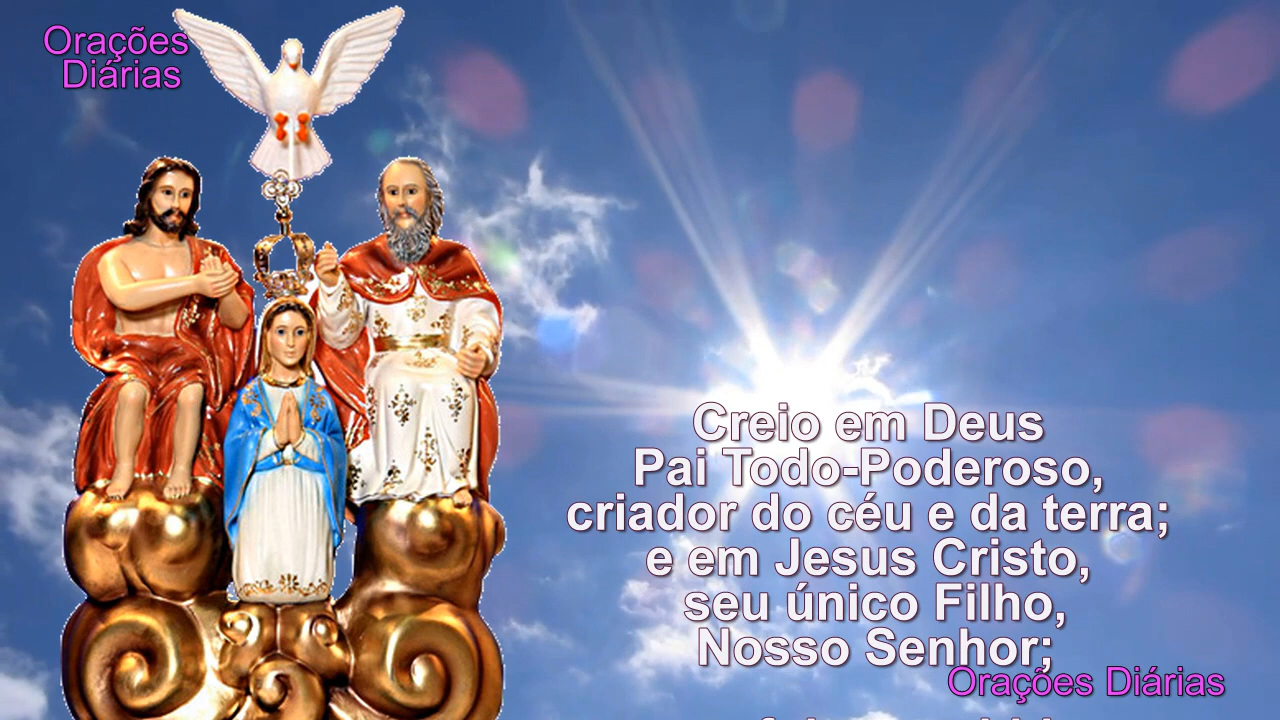 Orações
Diárias
Creio em Deus
Pai Todo-Poderoso,
criador do céu e da terra;
e em Jesus Cristo,
seu único Filho,
Nosso Senhor;
Orações Diárias